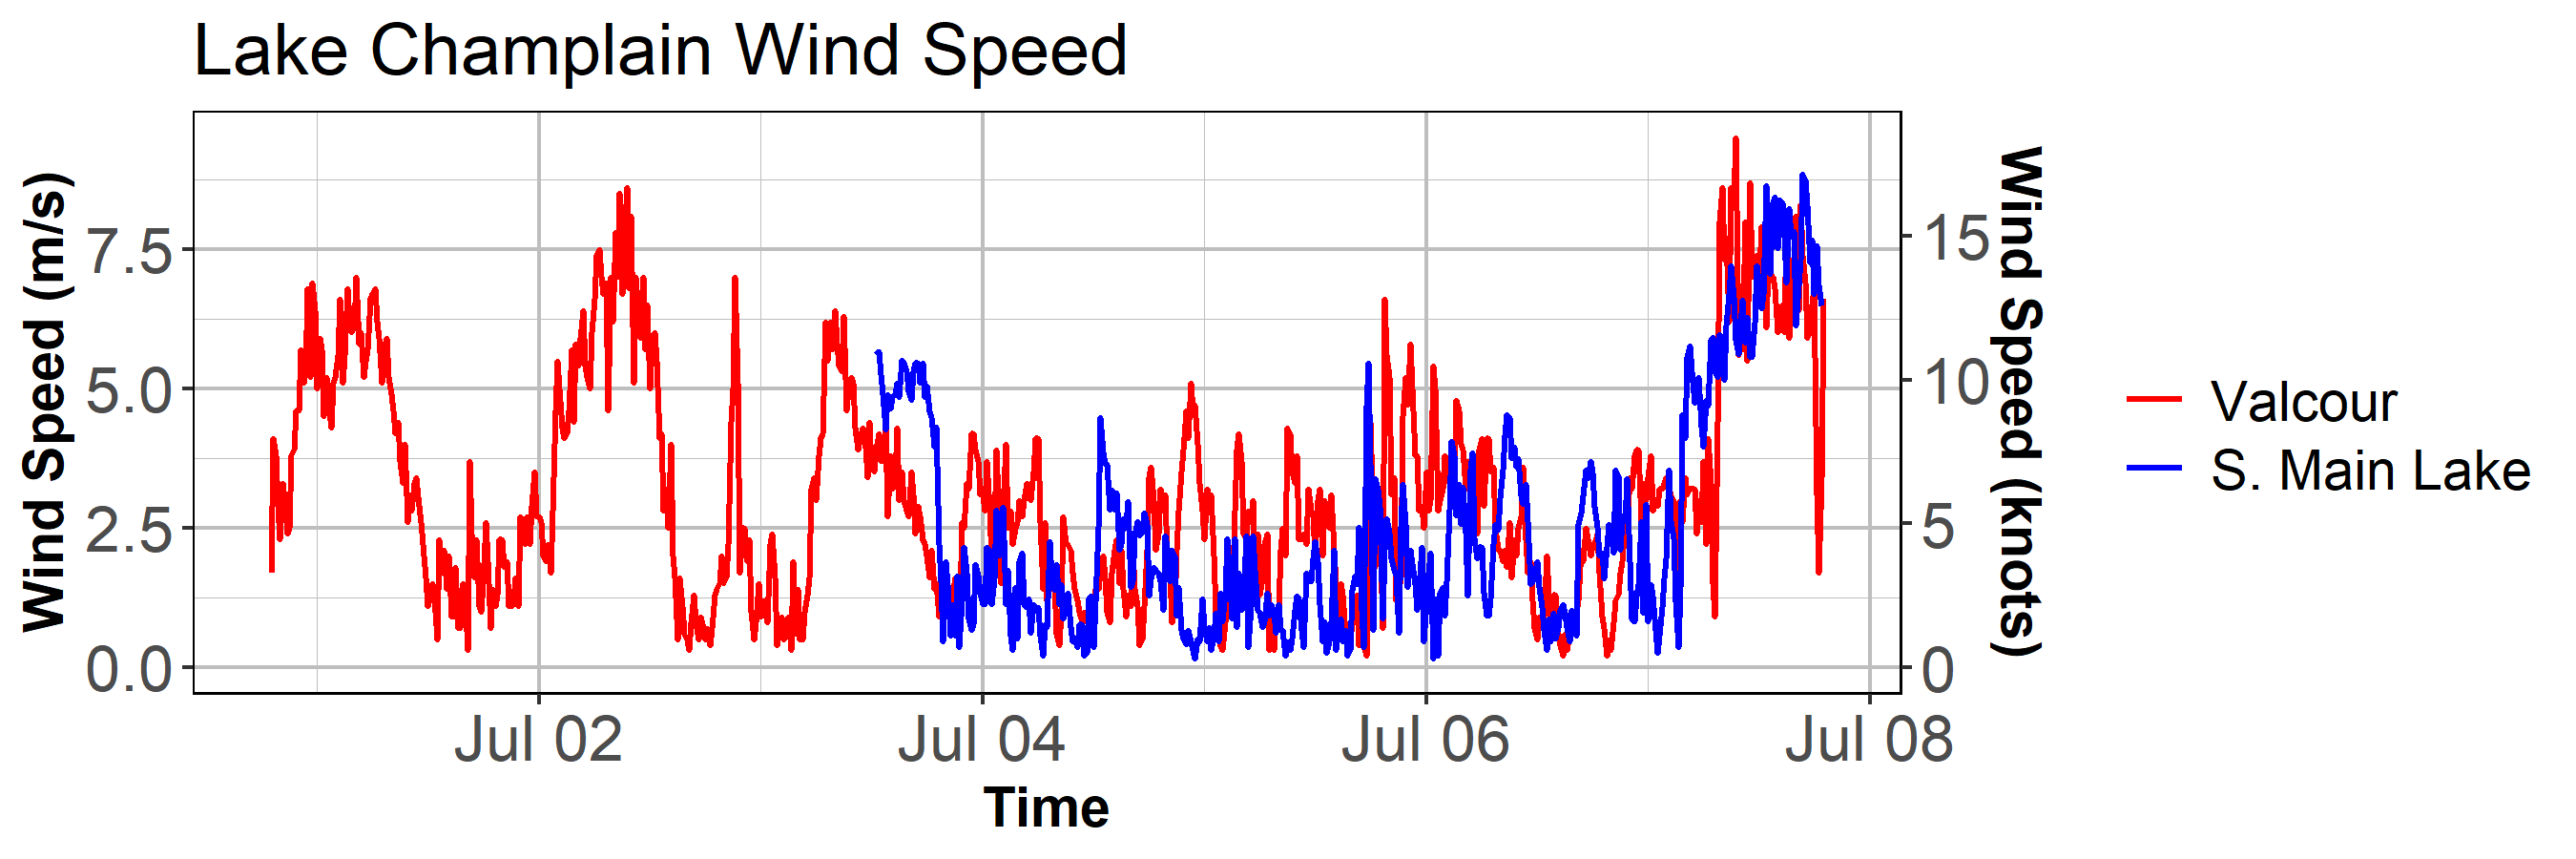 Lake Champlain Wind Speed
Wind Speed (m/s)
7.5
5.0
2.5
0.0
15
10
5
0
Wind Speed (knots)
Jul 02
Jul 04
Jul 06
Jul 08
Time
Valcour
S. Main Lake